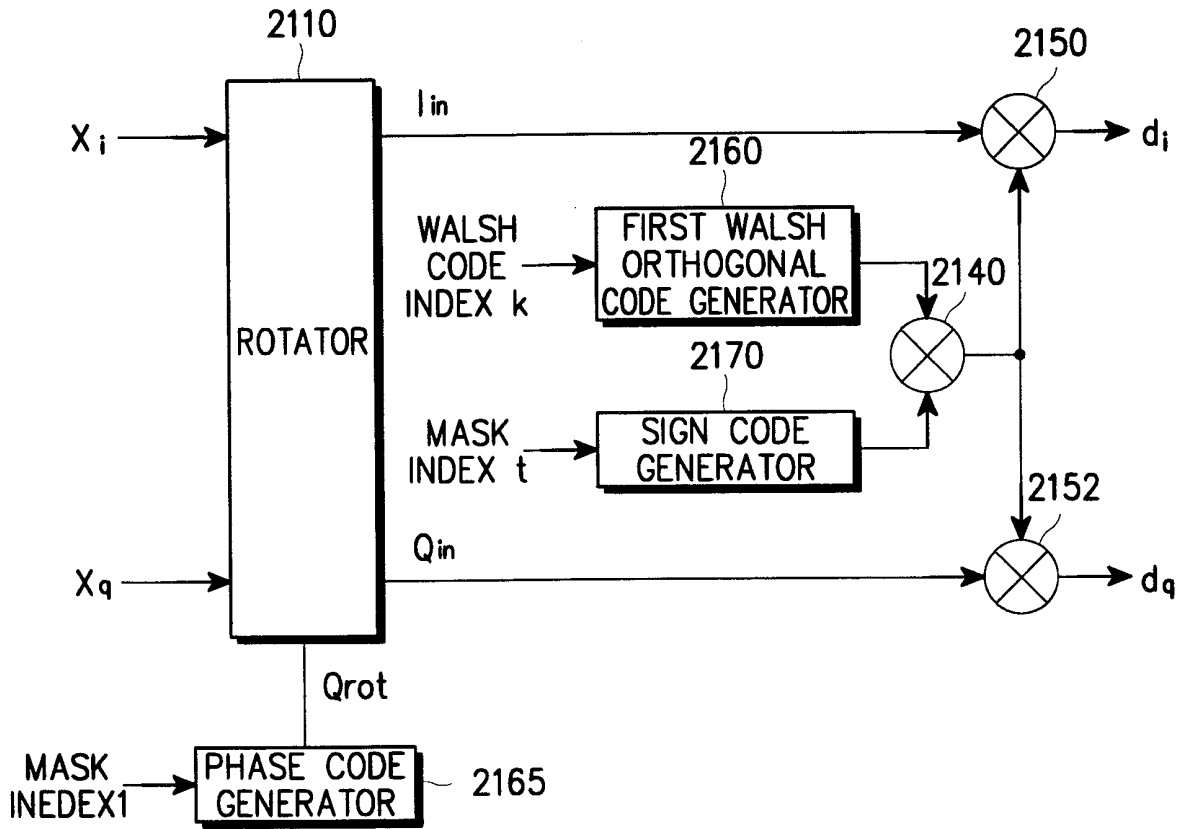 2110
2150
Xi
Iin
di
2160
WALSH
CODE
INDEX k
FIRST WALSH
ORTHOGONAL
CODE GENERATOR
2140
ROTATOR
2170
MASK
INDEX t
SIGN CODE
GENERATOR
2152
Qin
Xq
dq
Qrot
MASK
INEDEX1
PHASE CODE
GENERATOR
2165